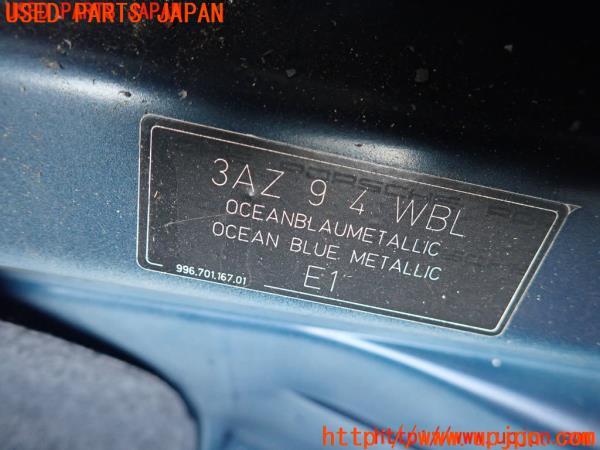 USED PARTS JAPAN
3AZ 9 4 WBL
OCEANBLAUMETALLIC
OCEAN BLUE METALLIC
996.701.167.01
E1